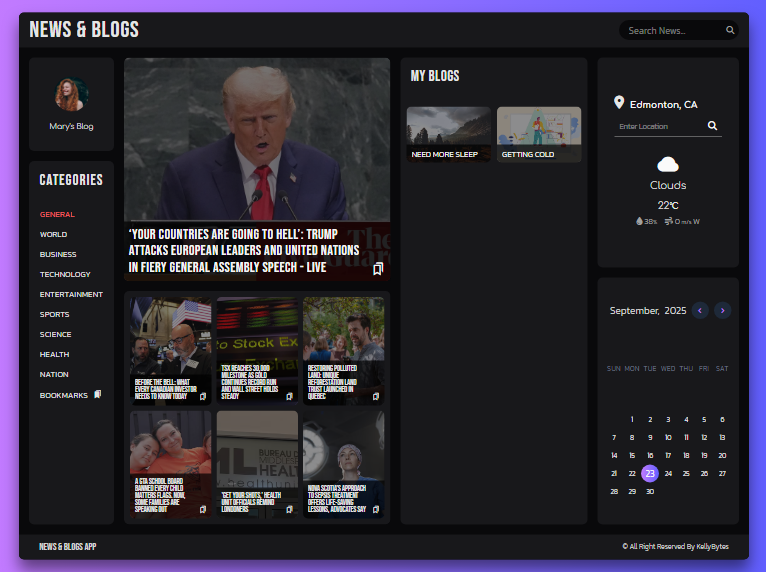 NEWS & BLOGS
Search News...
Mary's Blog
CATEGORIES
GENERAL
WORLD
BUSINESS
TECHNOLOGY
ENTERTAINMENT
SPORTS
SCIENCE
HEALTH
NATION
BOOKMARKS
'YOUR COUNTRIES ARE GOING TO HELL': TRUMP
ATTACKS EUROPEAN LEADERS AND UNITED NATIONS
IN FIERY GENERAL ASSEMBLY SPEECH - LIVE
BEFORE THE BELL: WHAT
EVERY CANADIAN INVESTOR
NEEDS TO KNOW TODAY
to Stock Ex
TSX REACHES 30,000
MILESTONE AS GOLD
CONTINUES RECORD RUN
AND WALL STREET HOLDS
STEADY
RESTORING POLLUTED
LAND: UNIQUE
REFORESTATION LAND
TRUST LAUNCHED IN
QUEBEC
A GTA SCHOOL BOARD
BANNED EVERY CHILD
MATTERS FLAGS. NOW,
SOME FAMILIES ARE
SPEAKING OUT
BUREAU DE
HEALT
'GET YOUR SHOTS,' HEALTH
UNIT OFFICIALS REMIND
LONDONERS
NOVA SCOTIA'S APPROACH
TO SEPSIS TREATMENT
OFFERS LIFE-SAVING
LESSONS, ADVOCATES SAY
MY BLOGS
NEED MORE SLEEP
GETTING COLD
Edmonton, CA
Enter Location
Clouds
22℃
38% 0 m/s W
September, 2025
SUN MON TUE WED THU FRI SAT
1 2 3 4 5 6
7 8 9 10 11 12 13
14 15 16 17 18 19 20
21 22 23 24 25 26 27
28 29 30
NEWS & BLOGS APP
© All Right Reserved By KellyBytes